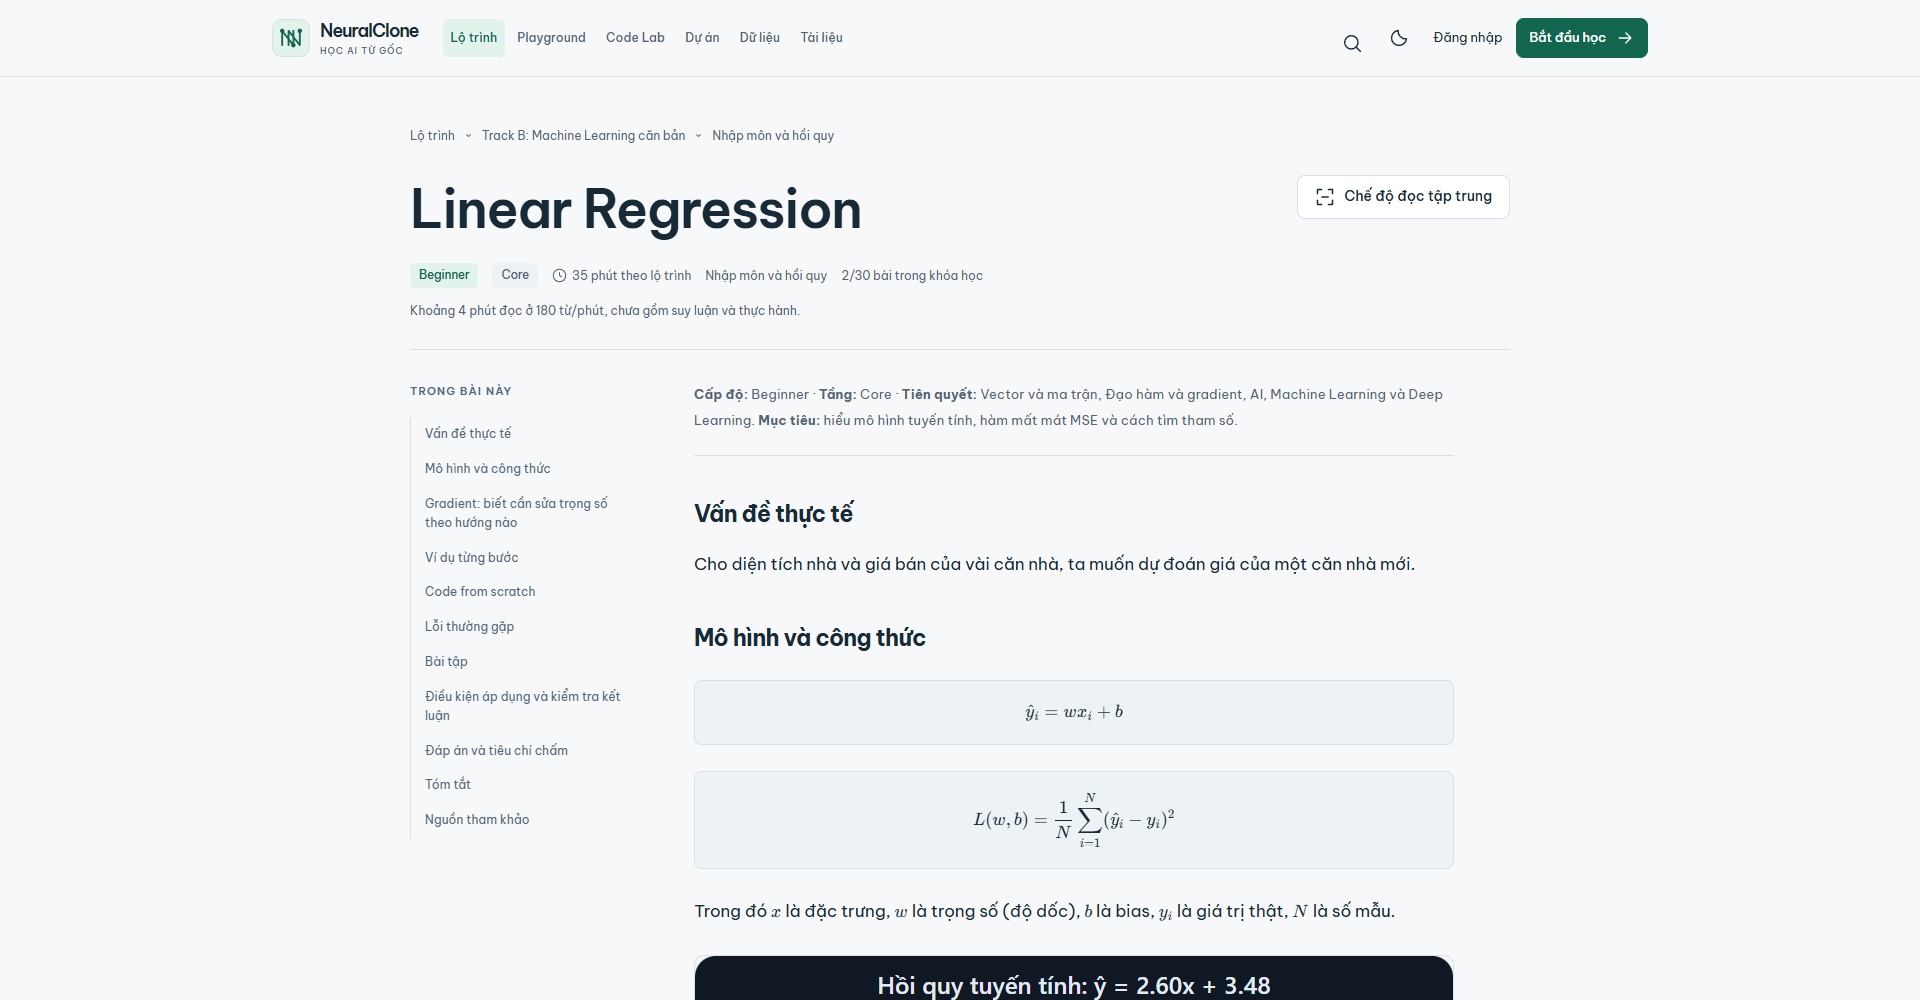 NeuralClone
HỌC AI TỪ GỐC
Lộ trình
Playground
Code Lab
Dự án
Dữ liệu
Tài liệu
Đăng nhập
Bắt đầu học
Lộ trình
Track B: Machine Learning căn bản
Nhập môn và hồi quy
Linear Regression
Chế độ đọc tập trung
Beginner
Core
35 phút theo lộ trình
Nhập môn và hồi quy
2/30 bài trong khóa học
Khoảng 4 phút đọc ở 180 từ/phút, chưa gồm suy luận và thực hành.
TRONG BÀI NÀY
Vấn đề thực tế
Mô hình và công thức
Gradient: biết cần sửa trọng số
theo hướng nào
Ví dụ từng bước
Code from scratch
Lỗi thường gặp
Bài tập
Điều kiện áp dụng và kiểm tra kết
luận
Đáp án và tiêu chí chấm
Tóm tắt
Nguồn tham khảo
Cấp độ: Beginner · Tầng: Core · Tiên quyết: Vector và ma trận, Đạo hàm và gradient, AI, Machine Learning và Deep
Learning. Mục tiêu: hiểu mô hình tuyến tính, hàm mất mát MSE và cách tìm tham số.
Vấn đề thực tế
Cho diện tích nhà và giá bán của vài căn nhà, ta muốn dự đoán giá của một căn nhà mới.
Mô hình và công thức
ŷᵢ = wxᵢ + b
L(w, b) = 1/N ∑ᵢ₌₁ᴺ (ŷᵢ − yᵢ)²
Trong đó x là đặc trưng, w là trọng số (độ dốc), b là bias, yᵢ là giá trị thật, N là số mẫu.
Hồi quy tuyến tính: ŷ = 2.60x + 3.48